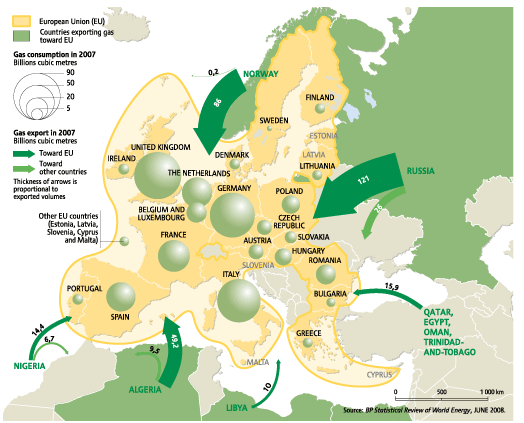 European Union (EU)
Countries exporting gas
toward EU
Gas consumption in 2007
Billions cubic metres
90
50
20
5
Gas export in 2007
Billions cubic metres
Toward EU
Toward
other countries
Thickness of arrows is
proportional to
exported volumes
0,2
NORWAY
86
FINLAND
SWEDEN
ESTONIA
LATVIA
LITHUANIA
DENMARK
UNITED KINGDOM
IRELAND
THE NETHERLANDS
GERMANY
POLAND
121
RUSSIA
BELGIUM AND
LUXEMBOURG
CZECH
REPUBLIC
SLOVAKIA
Other EU countries
(Estonia, Latvia,
Slovenia, Cyprus
and Malta)
FRANCE
AUSTRIA
HUNGARY
SLOVENIA
ROMANIA
ITALY
BULGARIA
15,9
PORTUGAL
SPAIN
QATAR,
EGYPT,
OMAN,
TRINIDAD-
AND-TOBAGO
14,4
6,7
NIGERIA
9,5
49,2
ALGERIA
GREECE
MALTA
CYPRUS
10
LIBYA
0 500 1 000 km
Source: BP Statistical Review of World Energy, JUNE 2008.